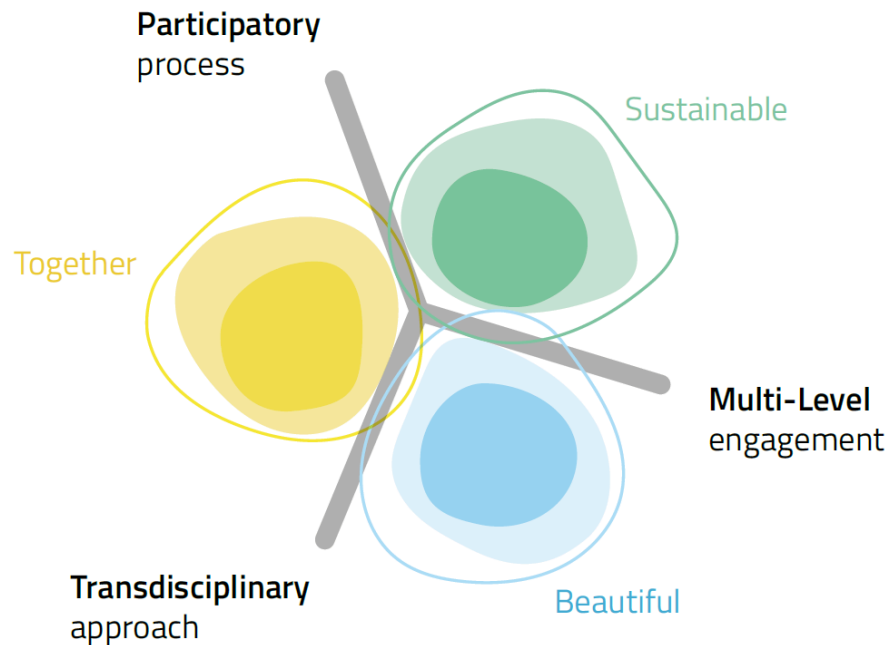 Participatory
process
Sustainable
Together
Multi-Level
engagement
Transdisciplinary
approach
Beautiful